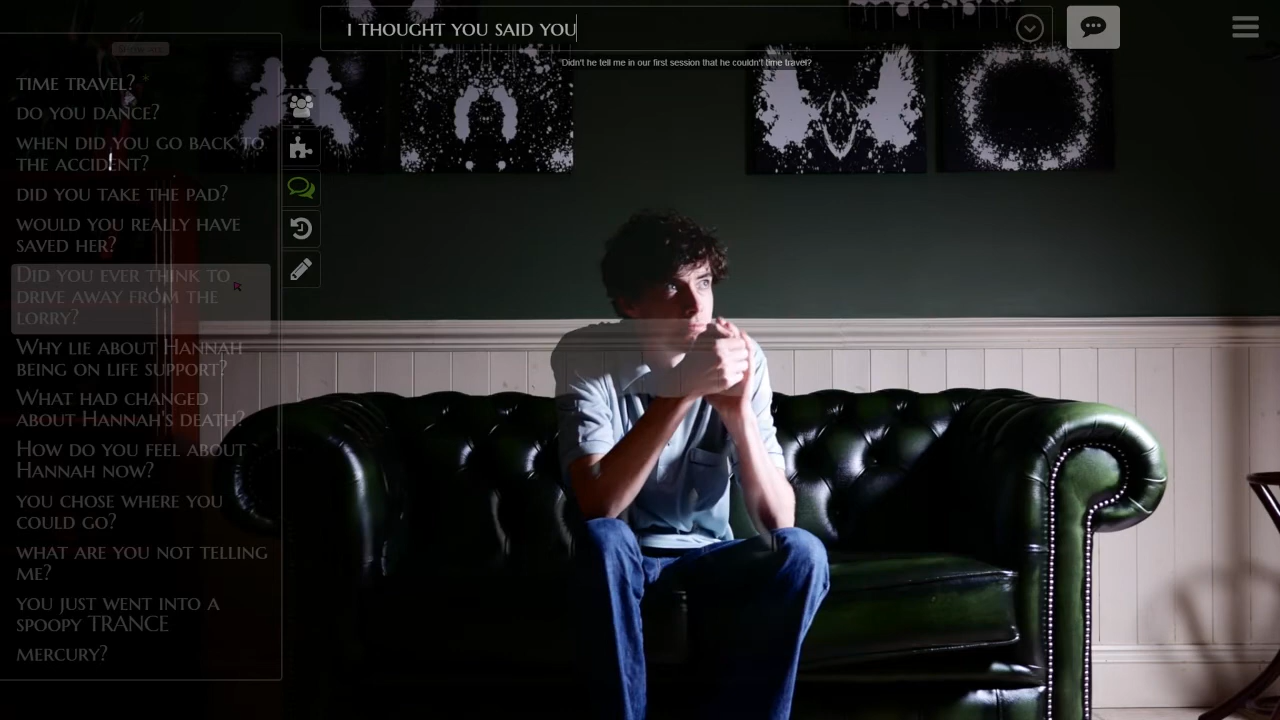 I THOUGHT YOU SAID YOU
'Didn't he tell me in our first session that he couldn't time travel?
TIME TRAVEL? *
DO YOU DANCE?
WHEN DID YOU GO BACK TO
THE ACCIDENT?
DID YOU TAKE THE PAD?
WOULD YOU REALLY HAVE
SAVED HER?
DID YOU EVER THINK TO
DRIVE AWAY FROM THE
LORRY?
WHY LIE ABOUT HANNAH
BEING ON LIFE SUPPORT?
WHAT HAD CHANGED
ABOUT HANNAH'S DEATH?
HOW DO YOU FEEL ABOUT
HANNAH NOW?
YOU CHOSE WHERE YOU
COULD GO?
WHAT ARE YOU NOT TELLING
ME?
YOU JUST WENT INTO A
SPOOPY TRANCE
MERCURY?